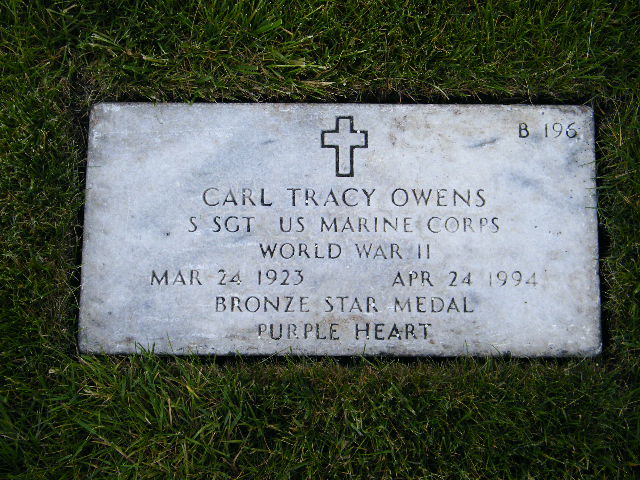 B 196
CARL TRACY OWENS
S SGT US MARINE CORPS
WORLD WAR II
MAR 24 1923 APR 24 1994
BRONZE STAR MEDAL
PURPLE HEART